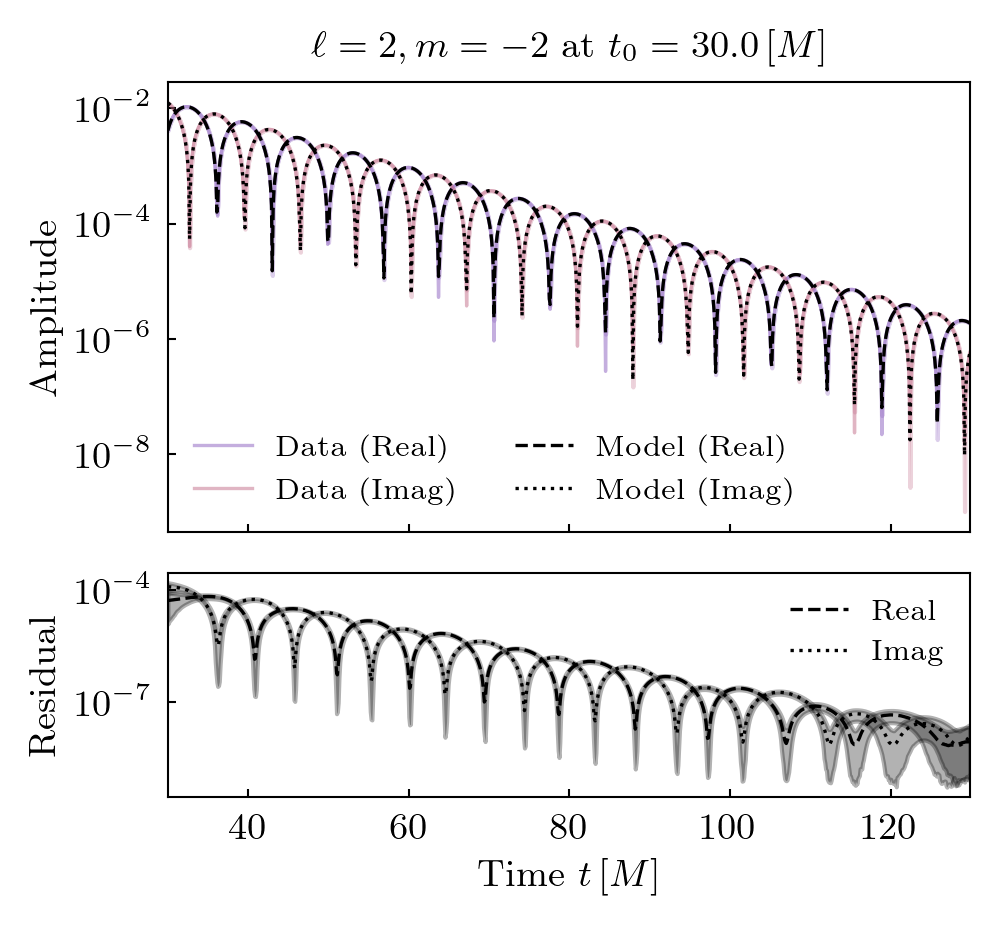 ℓ = 2, m = −2 at t₀ = 30.0 [M]
10⁻²
10⁻⁴
10⁻⁶
10⁻⁸
Amplitude
Data (Real)
Data (Imag)
Model (Real)
Model (Imag)
10⁻⁴
10⁻⁷
Residual
Real
Imag
40 60 80 100 120
Time t [M]